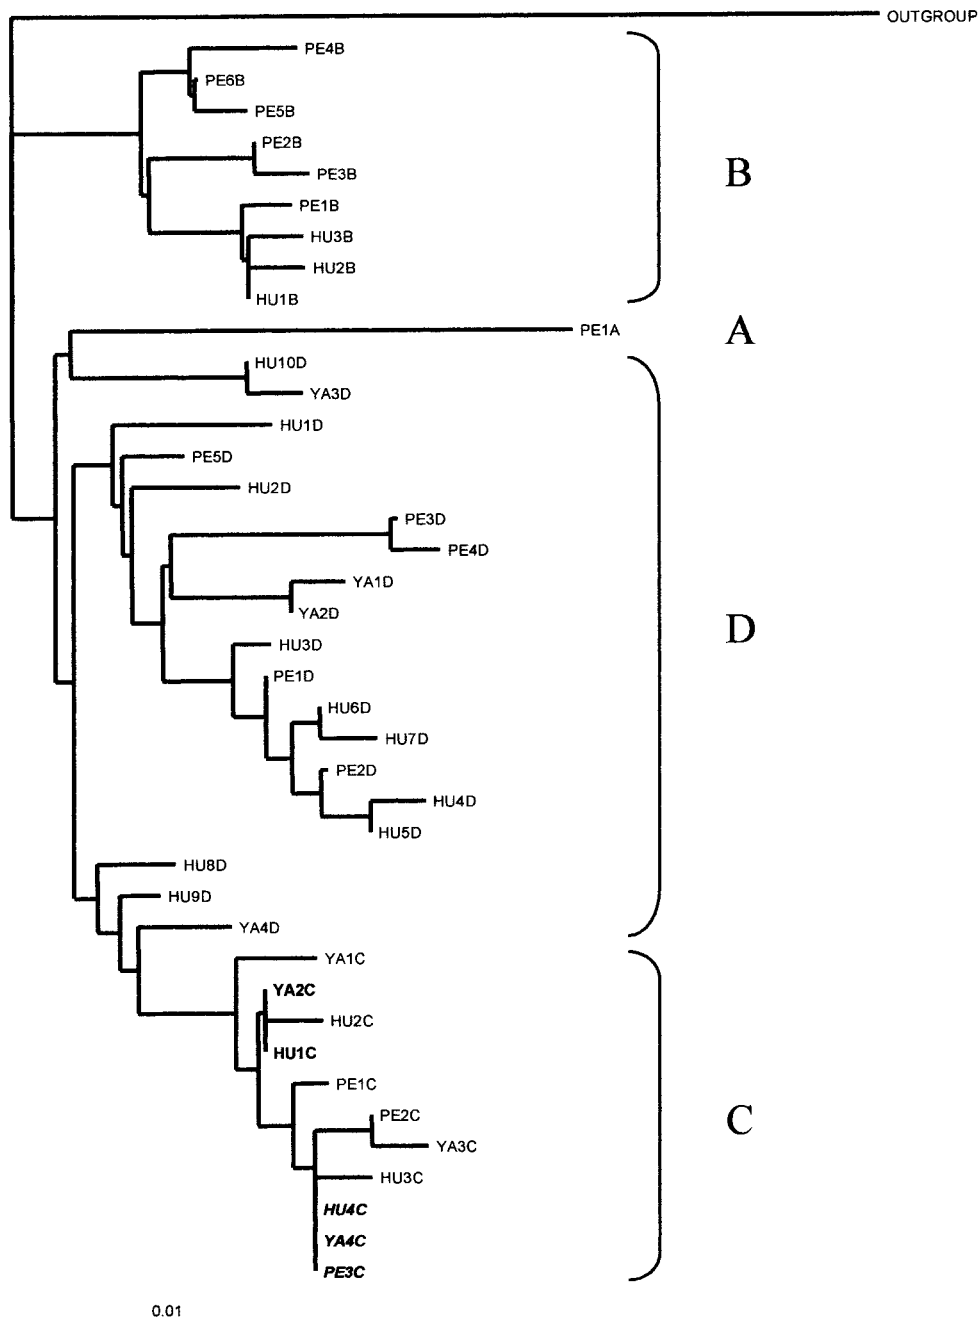 OUTGROUP
PE4B
PE6B
PE5B
PE2B
PE3B
PE1B
HU3B
HU2B
HU1B
B
PE1A
A
HU10D
YA3D
HU1D
PE5D
HU2D
PE3D
PE4D
YA1D
YA2D
HU3D
PE1D
HU6D
HU7D
PE2D
HU4D
HU5D
HU8D
HU9D
YA4D
D
YA1C
YA2C
HU2C
HU1C
PE1C
PE2C
YA3C
HU3C
HU4C
YA4C
PE3C
C
0.01